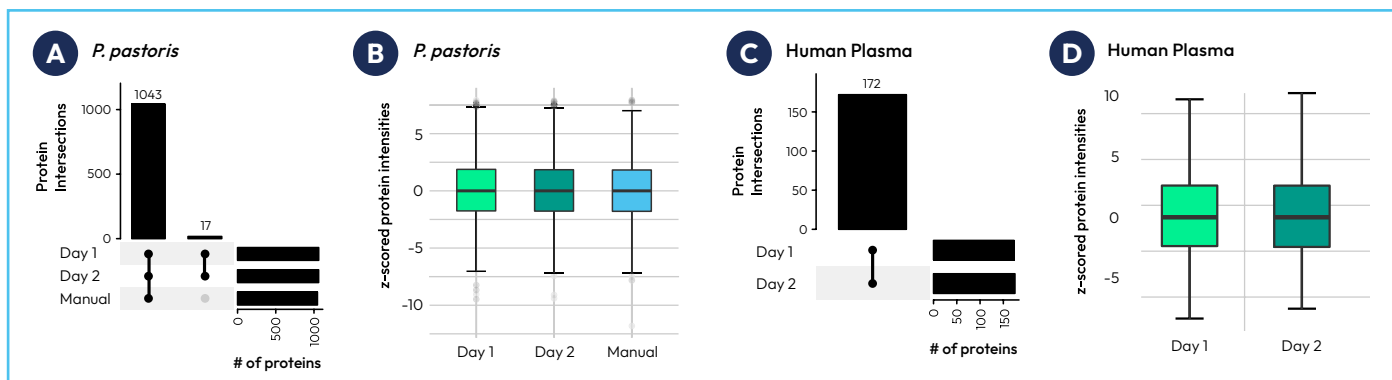 A
P. pastoris
Protein
Intersections
1000
500
0
1043
17
Day 1
Day 2
Manual
0
500
1000
# of proteins
B
P. pastoris
z-scored protein intensities
5
0
-5
-10
Day 1
Day 2
Manual
C
Human Plasma
Protein
Intersections
150
100
50
0
172
Day 1
Day 2
0
50
100
150
# of proteins
D
Human Plasma
z-scored protein intensities
10
5
0
-5
Day 1
Day 2